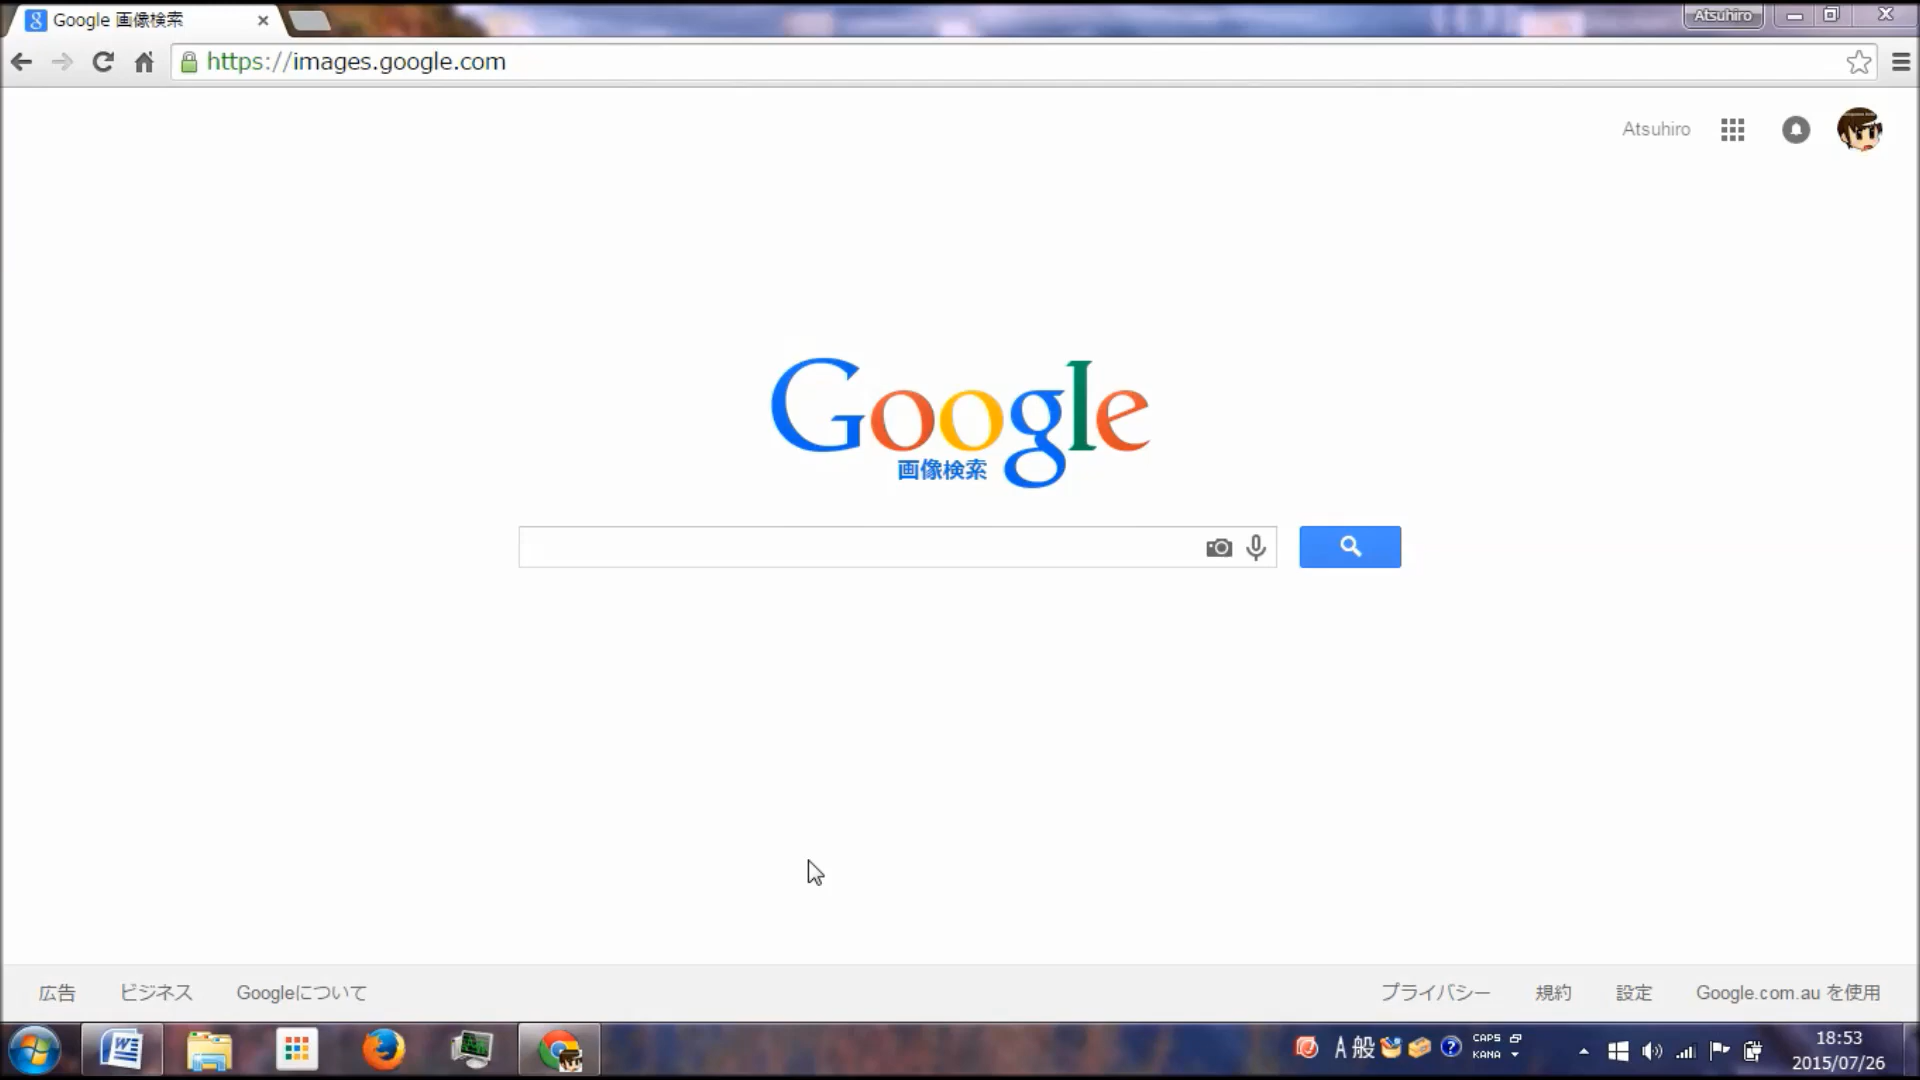 Google 画像検索
Atsuhiro
https://images.google.com
Atsuhiro
Google
画像検索
広告
ビジネス
Googleについて
プライバシー
規約
設定
Google.com.au を使用
A 般
CAPS
KANA
18:53
2015/07/26